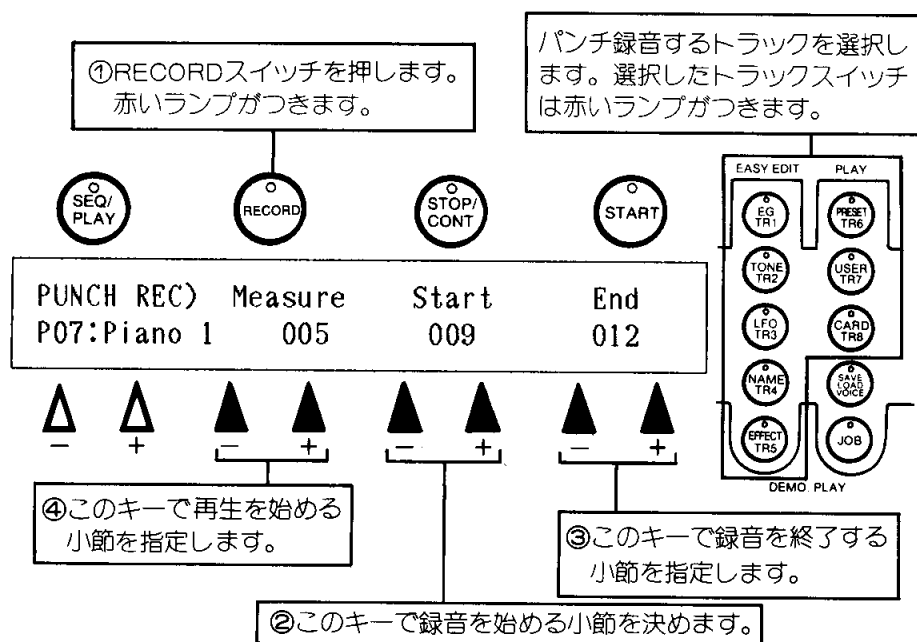 ①RECORDスイッチを押します。
赤いランプがつきます。
パンチ録音するトラックを選択し
ます。選択したトラックスイッチ
は赤いランプがつきます。
SEQ/
PLAY
RECORD
STOP/
CONT
START
EASY EDIT PLAY
EG
TR1
PRESET
TR6
TONE
TR2
USER
TR7
LFO
TR3
CARD
TR8
NAME
TR4
SAVE
LOAD
VOICE
EFFECT
TR5
JOB
DEMO. PLAY
PUNCH REC) Measure Start End
P07:Piano 1 005 009 012
− + − + − + − +
④このキーで再生を始める
小節を指定します。
③このキーで録音を終了する
小節を指定します。
②このキーで録音を始める小節を決めます。